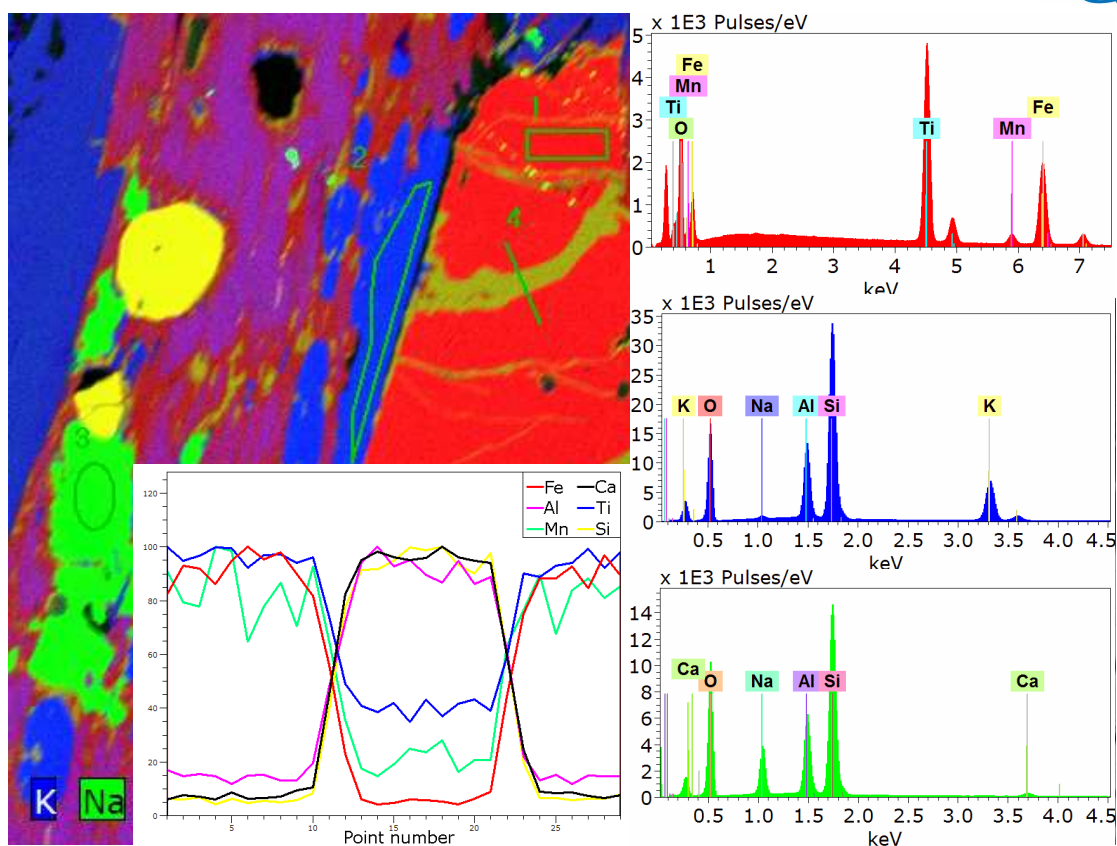 x 1E3 Pulses/eV
5
4
3
2
1
0
Fe
Mn
Ti
O
Ti
Mn
Fe
1 2 3 4 5 6 7
keV
x 1E3 Pulses/eV
35
30
25
20
15
10
5
0
K O Na Al Si K
0.5 1.0 1.5 2.0 2.5 3.0 3.5 4.0 4.5
keV
x 1E3 Pulses/eV
14
12
10
8
6
4
2
0
Ca
O Na Al Si Ca
0.5 1.0 1.5 2.0 2.5 3.0 3.5 4.0 4.5
keV
1
2
4
3
Fe Ca
Al Ti
Mn Si
120
100
80
60
40
20
0
5 10 15 20 25
Point number
K Na